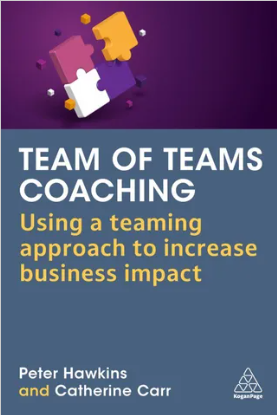 TEAM OF TEAMS
COACHING
Using a teaming
approach to increase
business impact
Peter Hawkins
and Catherine Carr
KoganPage